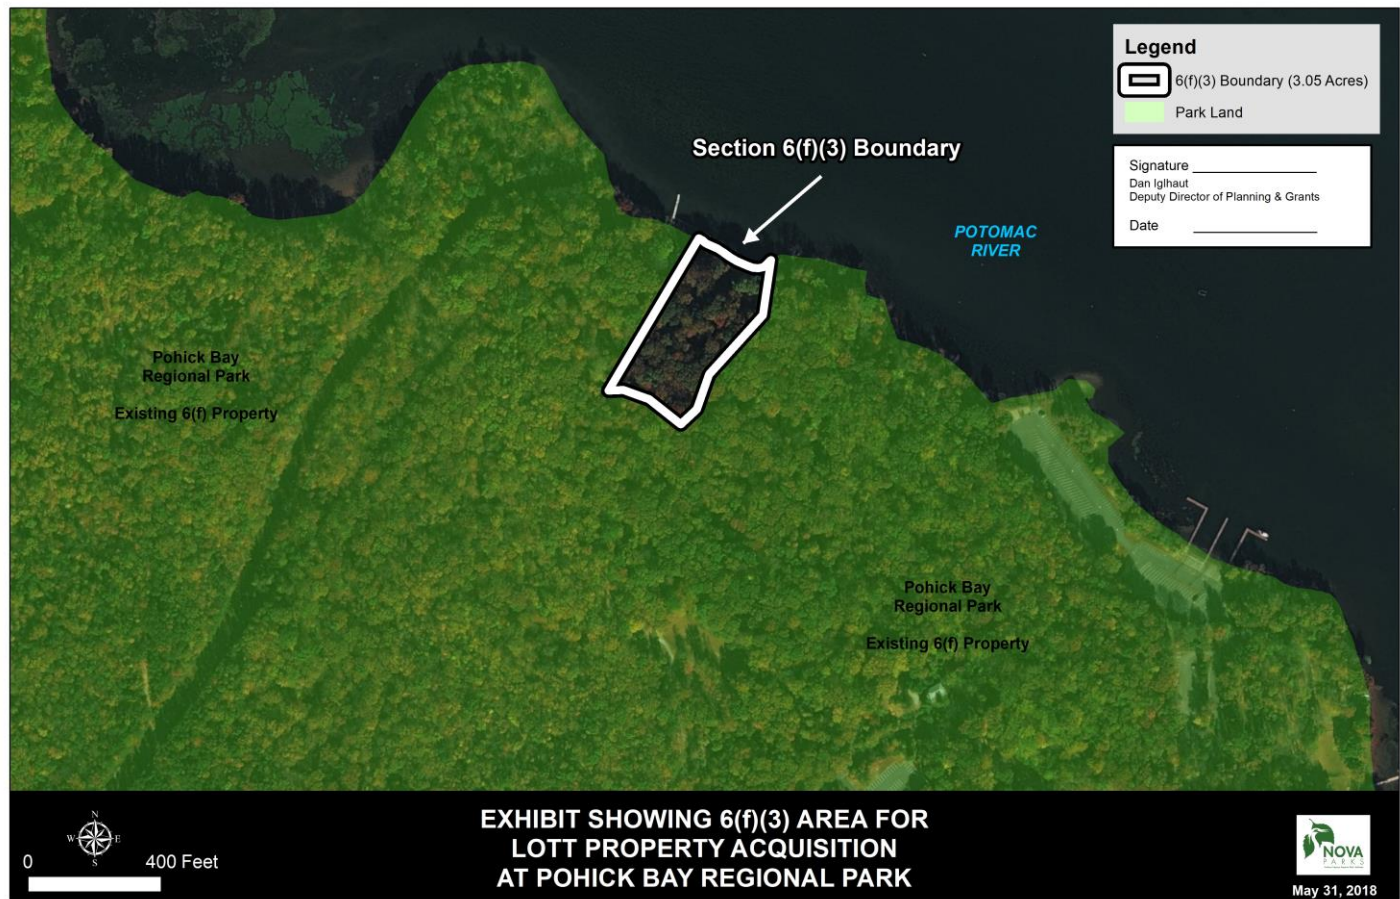 Legend
6(f)(3) Boundary (3.05 Acres)
Park Land
Signature
Dan Iglhaut
Deputy Director of Planning & Grants
Date
Section 6(f)(3) Boundary
POTOMAC
RIVER
Pohick Bay
Regional Park
Existing 6(f) Property
Pohick Bay
Regional Park
Existing 6(f) Property
N
W E
S
0 400 Feet
EXHIBIT SHOWING 6(f)(3) AREA FOR
LOTT PROPERTY ACQUISITION
AT POHICK BAY REGIONAL PARK
NOVA
PARKS
May 31, 2018